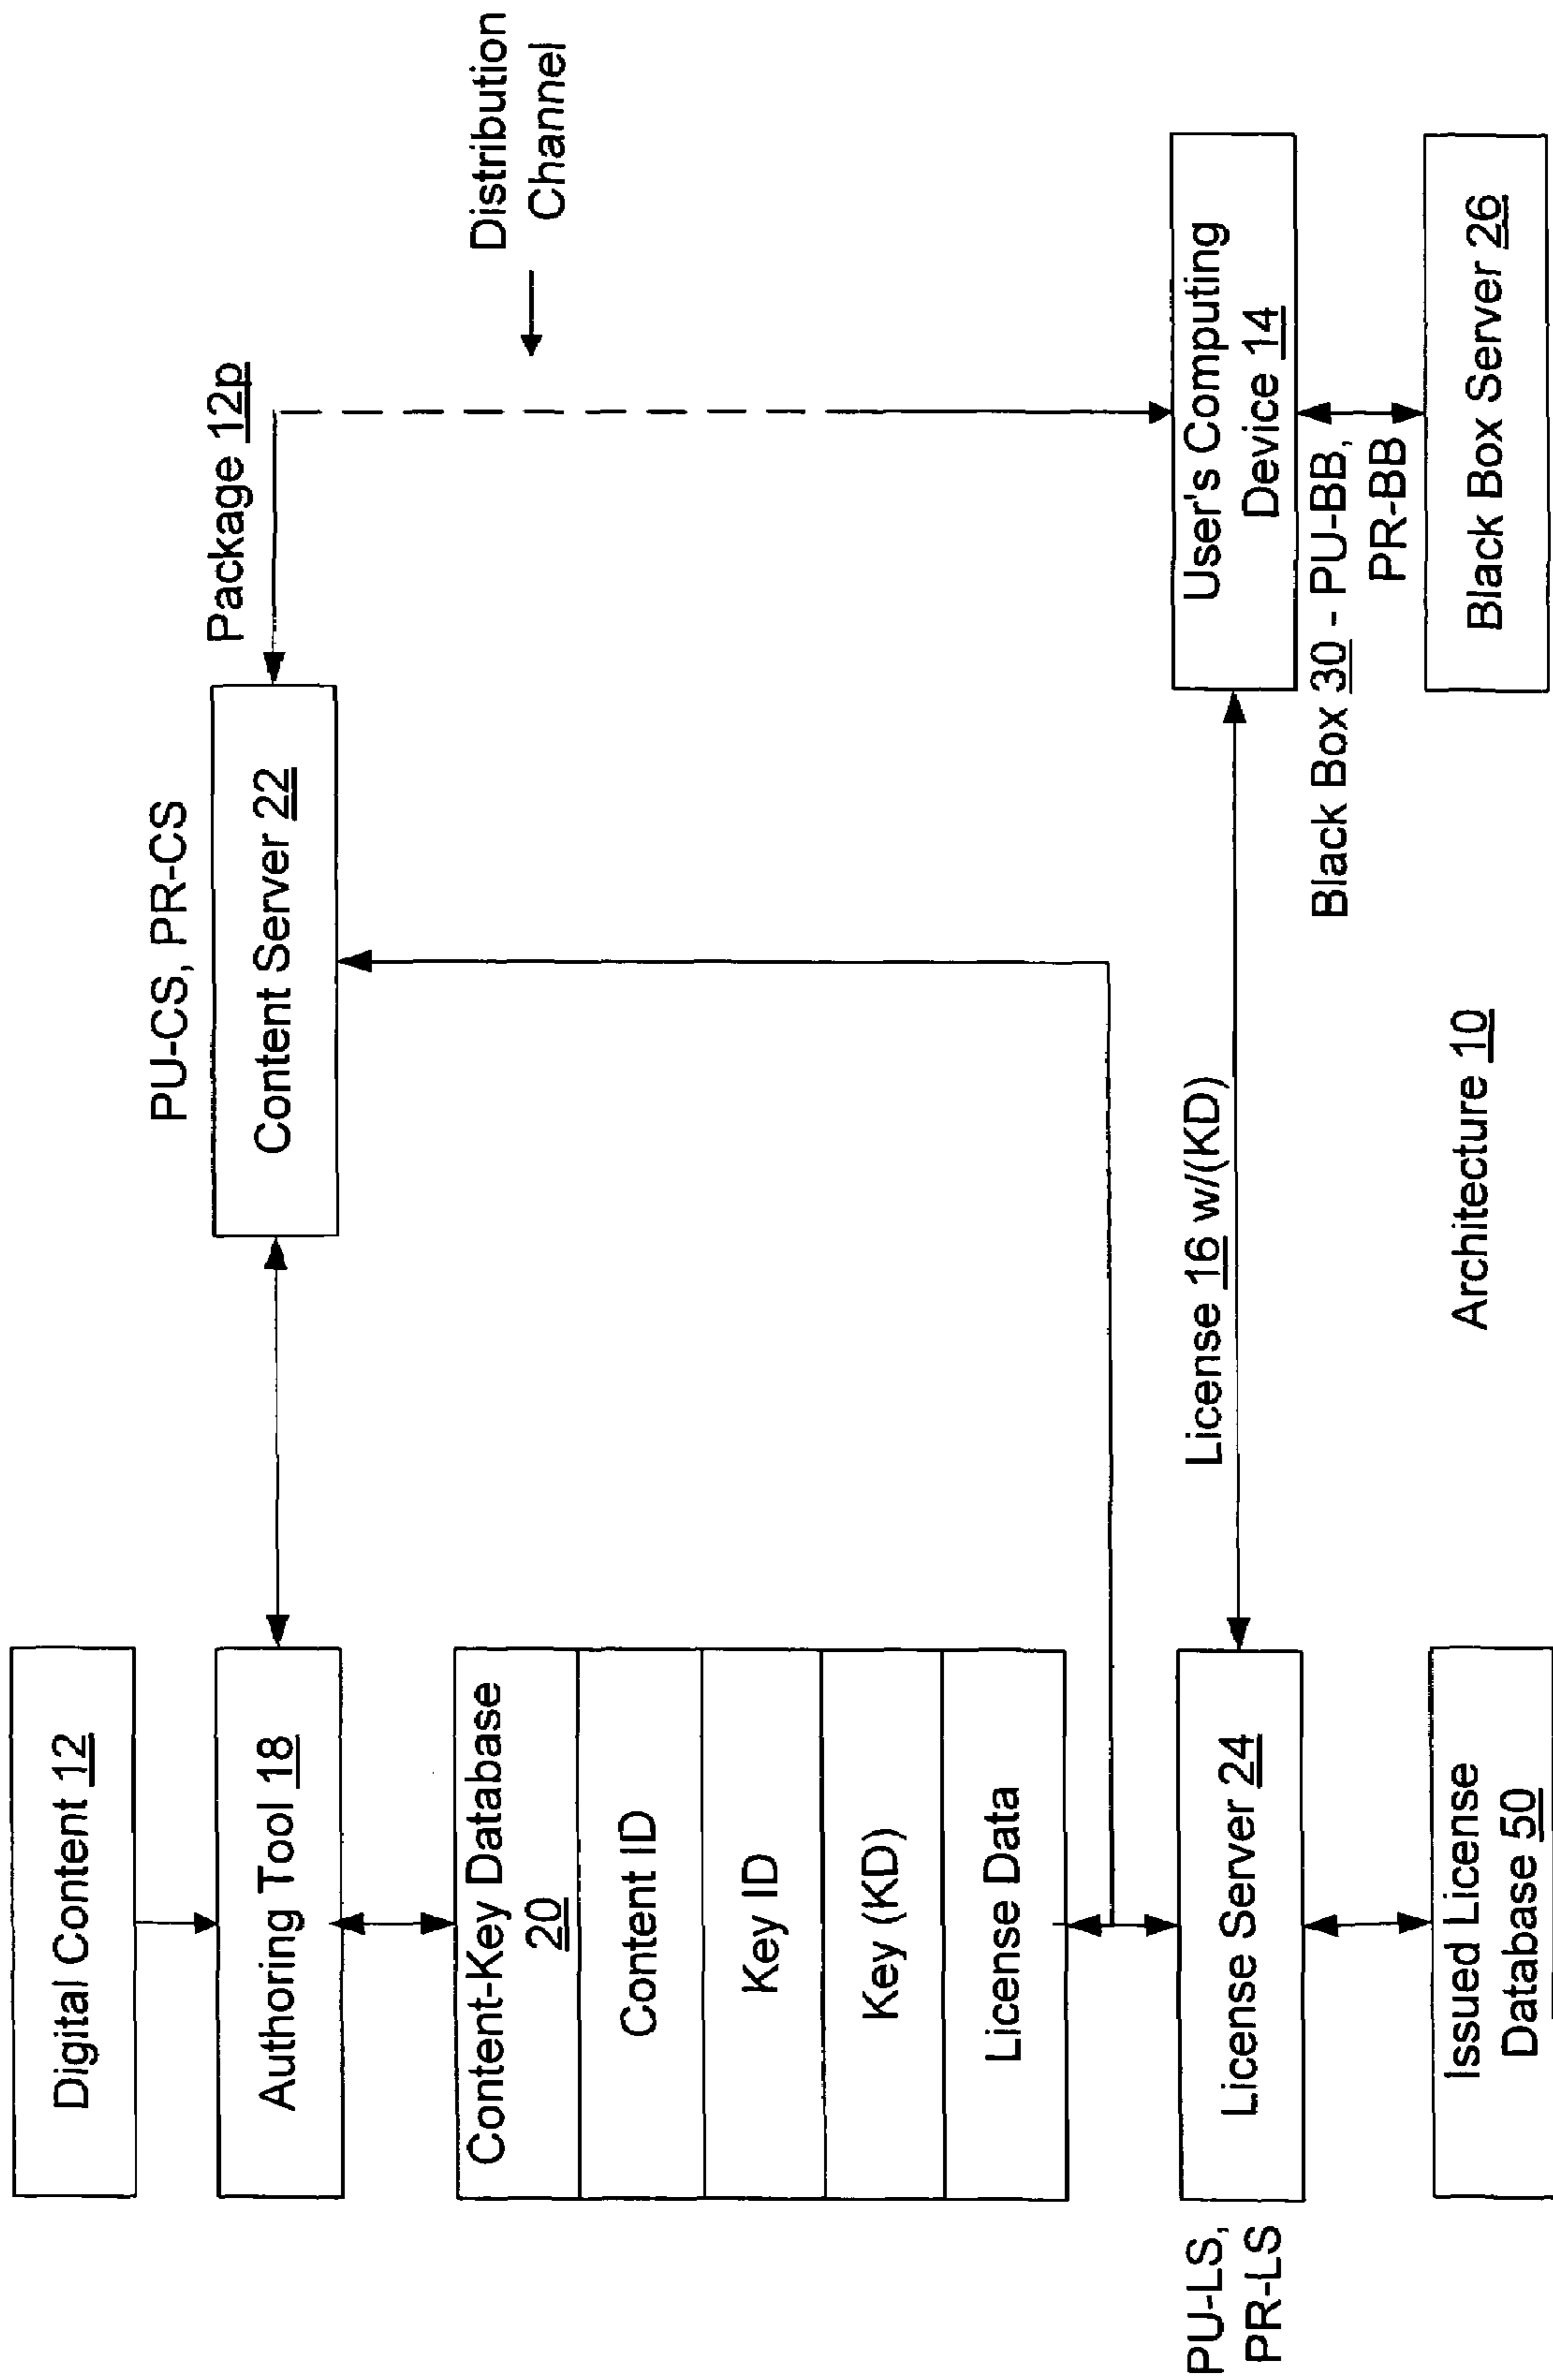 Digital Content 12
Authoring Tool 18
Content-Key Database
20
Content ID
Key ID
Key (KD)
License Data
PU-LS,
PR-LS
License Server 24
Issued License
Database 50
PU-CS, PR-CS
Content Server 22
Package 12p
Distribution
Channel
License 16 w/(KD)
User's Computing
Device 14
Black Box 30 - PU-BB,
PR-BB
Black Box Server 26
Architecture 10